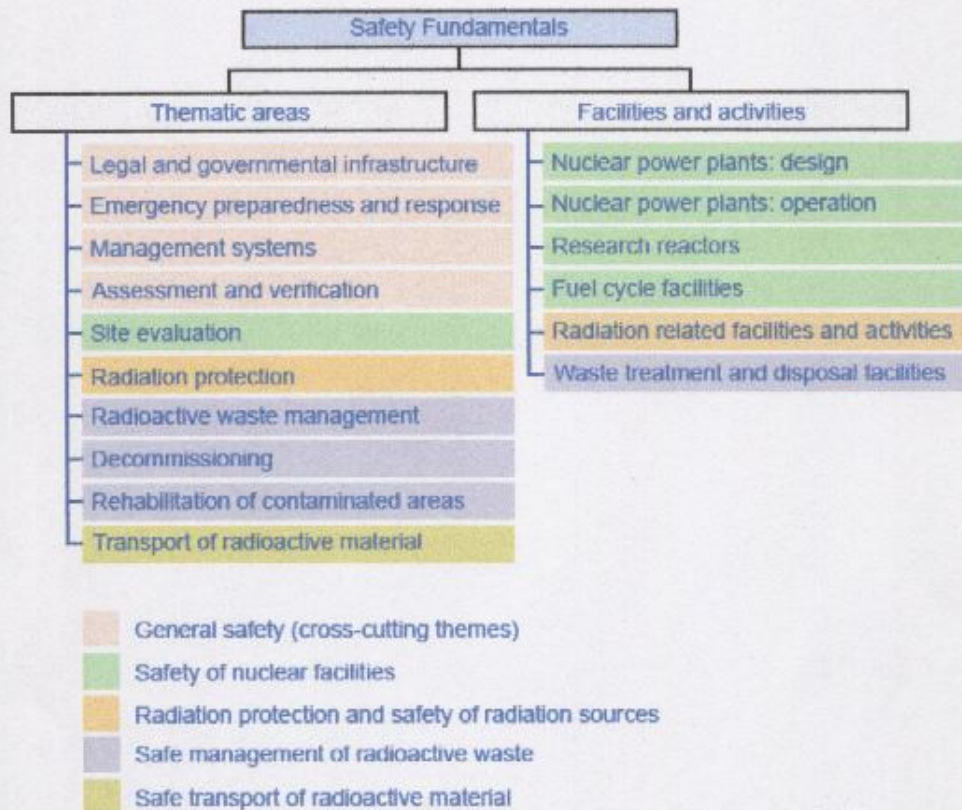 Safety Fundamentals
Thematic areas
Legal and governmental infrastructure
Emergency preparedness and response
Management systems
Assessment and verification
Site evaluation
Radiation protection
Radioactive waste management
Decommissioning
Rehabilitation of contaminated areas
Transport of radioactive material
Facilities and activities
Nuclear power plants: design
Nuclear power plants: operation
Research reactors
Fuel cycle facilities
Radiation related facilities and activities
Waste treatment and disposal facilities
General safety (cross-cutting themes)
Safety of nuclear facilities
Radiation protection and safety of radiation sources
Safe management of radioactive waste
Safe transport of radioactive material